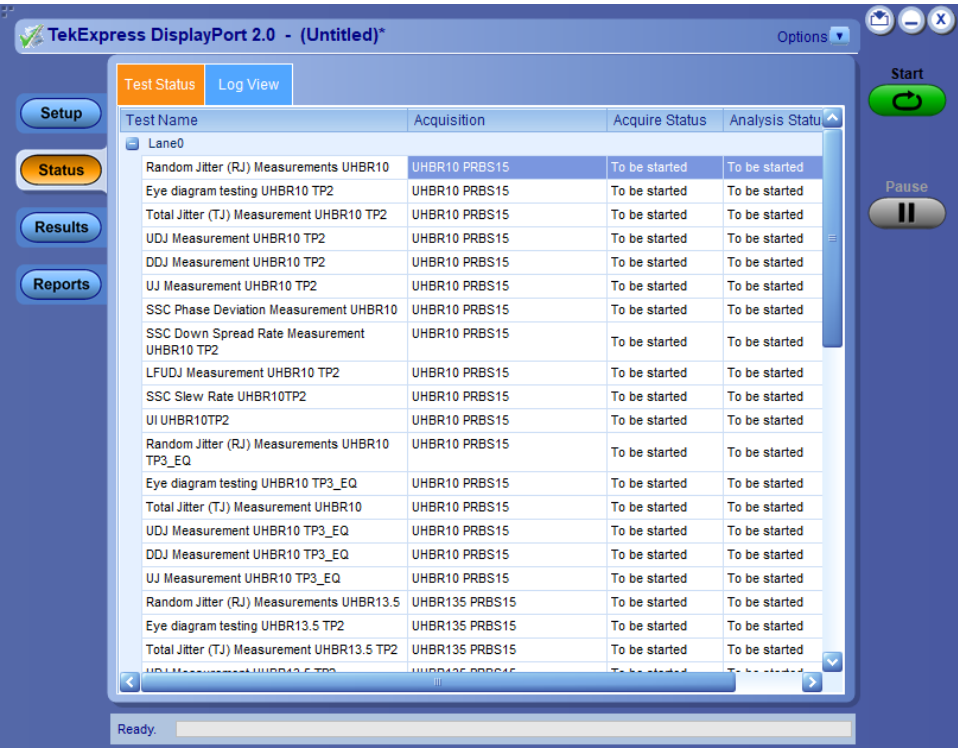 TekExpress DisplayPort 2.0 - (Untitled)*
Options
Start
Pause
Setup
Status
Results
Reports
Test Status Log View
Test Name Acquisition Acquire Status Analysis Statu
Lane0
Random Jitter (RJ) Measurements UHBR10 UHBR10 PRBS15 To be started To be started
Eye diagram testing UHBR10 TP2 UHBR10 PRBS15 To be started To be started
Total Jitter (TJ) Measurement UHBR10 TP2 UHBR10 PRBS15 To be started To be started
UDJ Measurement UHBR10 TP2 UHBR10 PRBS15 To be started To be started
DDJ Measurement UHBR10 TP2 UHBR10 PRBS15 To be started To be started
UJ Measurement UHBR10 TP2 UHBR10 PRBS15 To be started To be started
SSC Phase Deviation Measurement UHBR10 UHBR10 PRBS15 To be started To be started
SSC Down Spread Rate Measurement
UHBR10 TP2 UHBR10 PRBS15 To be started To be started
LFUDJ Measurement UHBR10 TP2 UHBR10 PRBS15 To be started To be started
SSC Slew Rate UHBR10TP2 UHBR10 PRBS15 To be started To be started
UI UHBR10TP2 UHBR10 PRBS15 To be started To be started
Random Jitter (RJ) Measurements UHBR10
TP3_EQ UHBR10 PRBS15 To be started To be started
Eye diagram testing UHBR10 TP3_EQ UHBR10 PRBS15 To be started To be started
Total Jitter (TJ) Measurement UHBR10 UHBR10 PRBS15 To be started To be started
UDJ Measurement UHBR10 TP3_EQ UHBR10 PRBS15 To be started To be started
DDJ Measurement UHBR10 TP3_EQ UHBR10 PRBS15 To be started To be started
UJ Measurement UHBR10 TP3_EQ UHBR10 PRBS15 To be started To be started
Random Jitter (RJ) Measurements UHBR13.5 UHBR135 PRBS15 To be started To be started
Eye diagram testing UHBR13.5 TP2 UHBR135 PRBS15 To be started To be started
Total Jitter (TJ) Measurement UHBR13.5 TP2 UHBR135 PRBS15 To be started To be started
Ready.